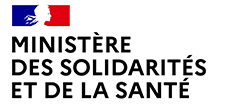 MINISTÈRE
DES SOLIDARITÉS
ET DE LA SANTÉ